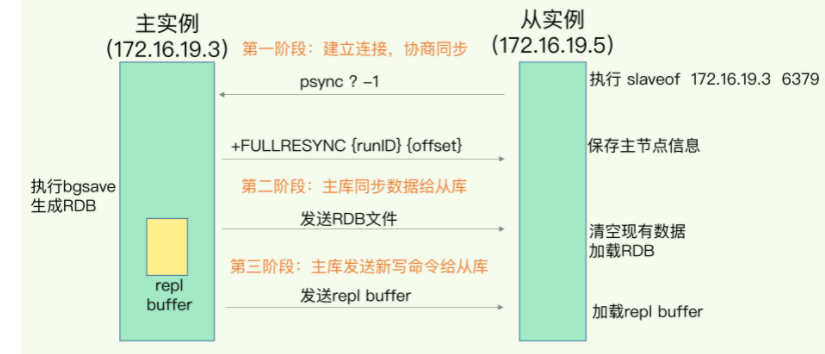 主实例
(172.16.19.3)
从实例
(172.16.19.5)
第一阶段：建立连接，协商同步
执行 slaveof 172.16.19.3 6379
psync ? -1
+FULLRESYNC {runID} {offset}
保存主节点信息
执行bgsave
生成RDB
第二阶段：主库同步数据给从库
发送RDB文件
清空现有数据
加载RDB
第三阶段：主库发送新写命令给从库
repl
buffer
发送repl buffer
加载repl buffer